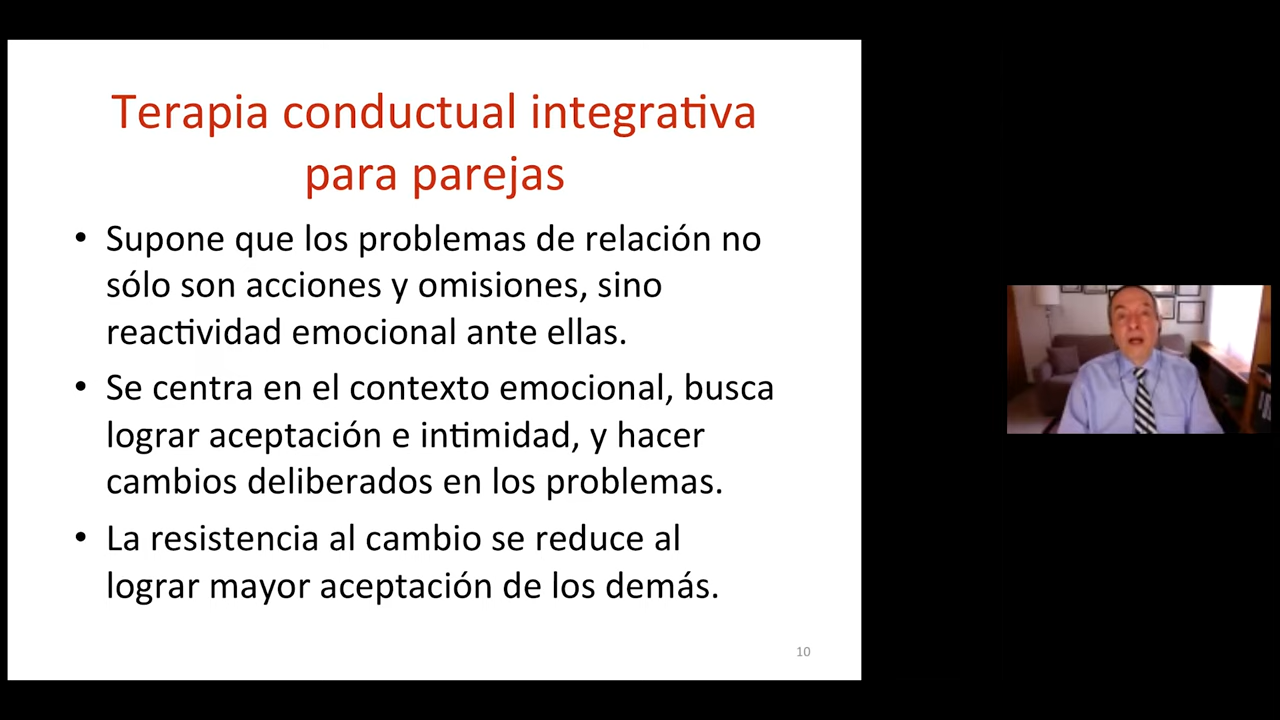 Terapia conductual integrativa
para parejas
• Supone que los problemas de relación no
sólo son acciones y omisiones, sino
reactividad emocional ante ellas.
• Se centra en el contexto emocional, busca
lograr aceptación e intimidad, y hacer
cambios deliberados en los problemas.
• La resistencia al cambio se reduce al
lograr mayor aceptación de los demás.
10